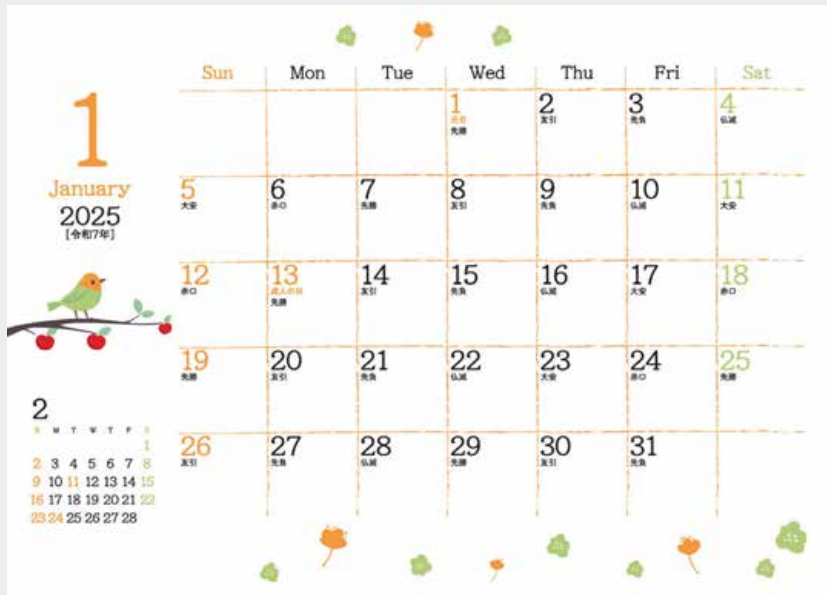 1
January
2025
[令和7年]
Sun Mon Tue Wed Thu Fri Sat
1 2 3 4
元日 友引 先負 仏滅
先勝
5 6 7 8 9 10 11
大安 赤口 先勝 友引 先負 仏滅 大安
12 13 14 15 16 17 18
赤口 成人の日 友引 先負 仏滅 大安 赤口
先勝
19 20 21 22 23 24 25
先勝 友引 先負 仏滅 大安 赤口 先勝
26 27 28 29 30 31
友引 先負 仏滅 先勝 友引 先負
2
S M T W T F S
1
2 3 4 5 6 7 8
9 10 11 12 13 14 15
16 17 18 19 20 21 22
23 24 25 26 27 28